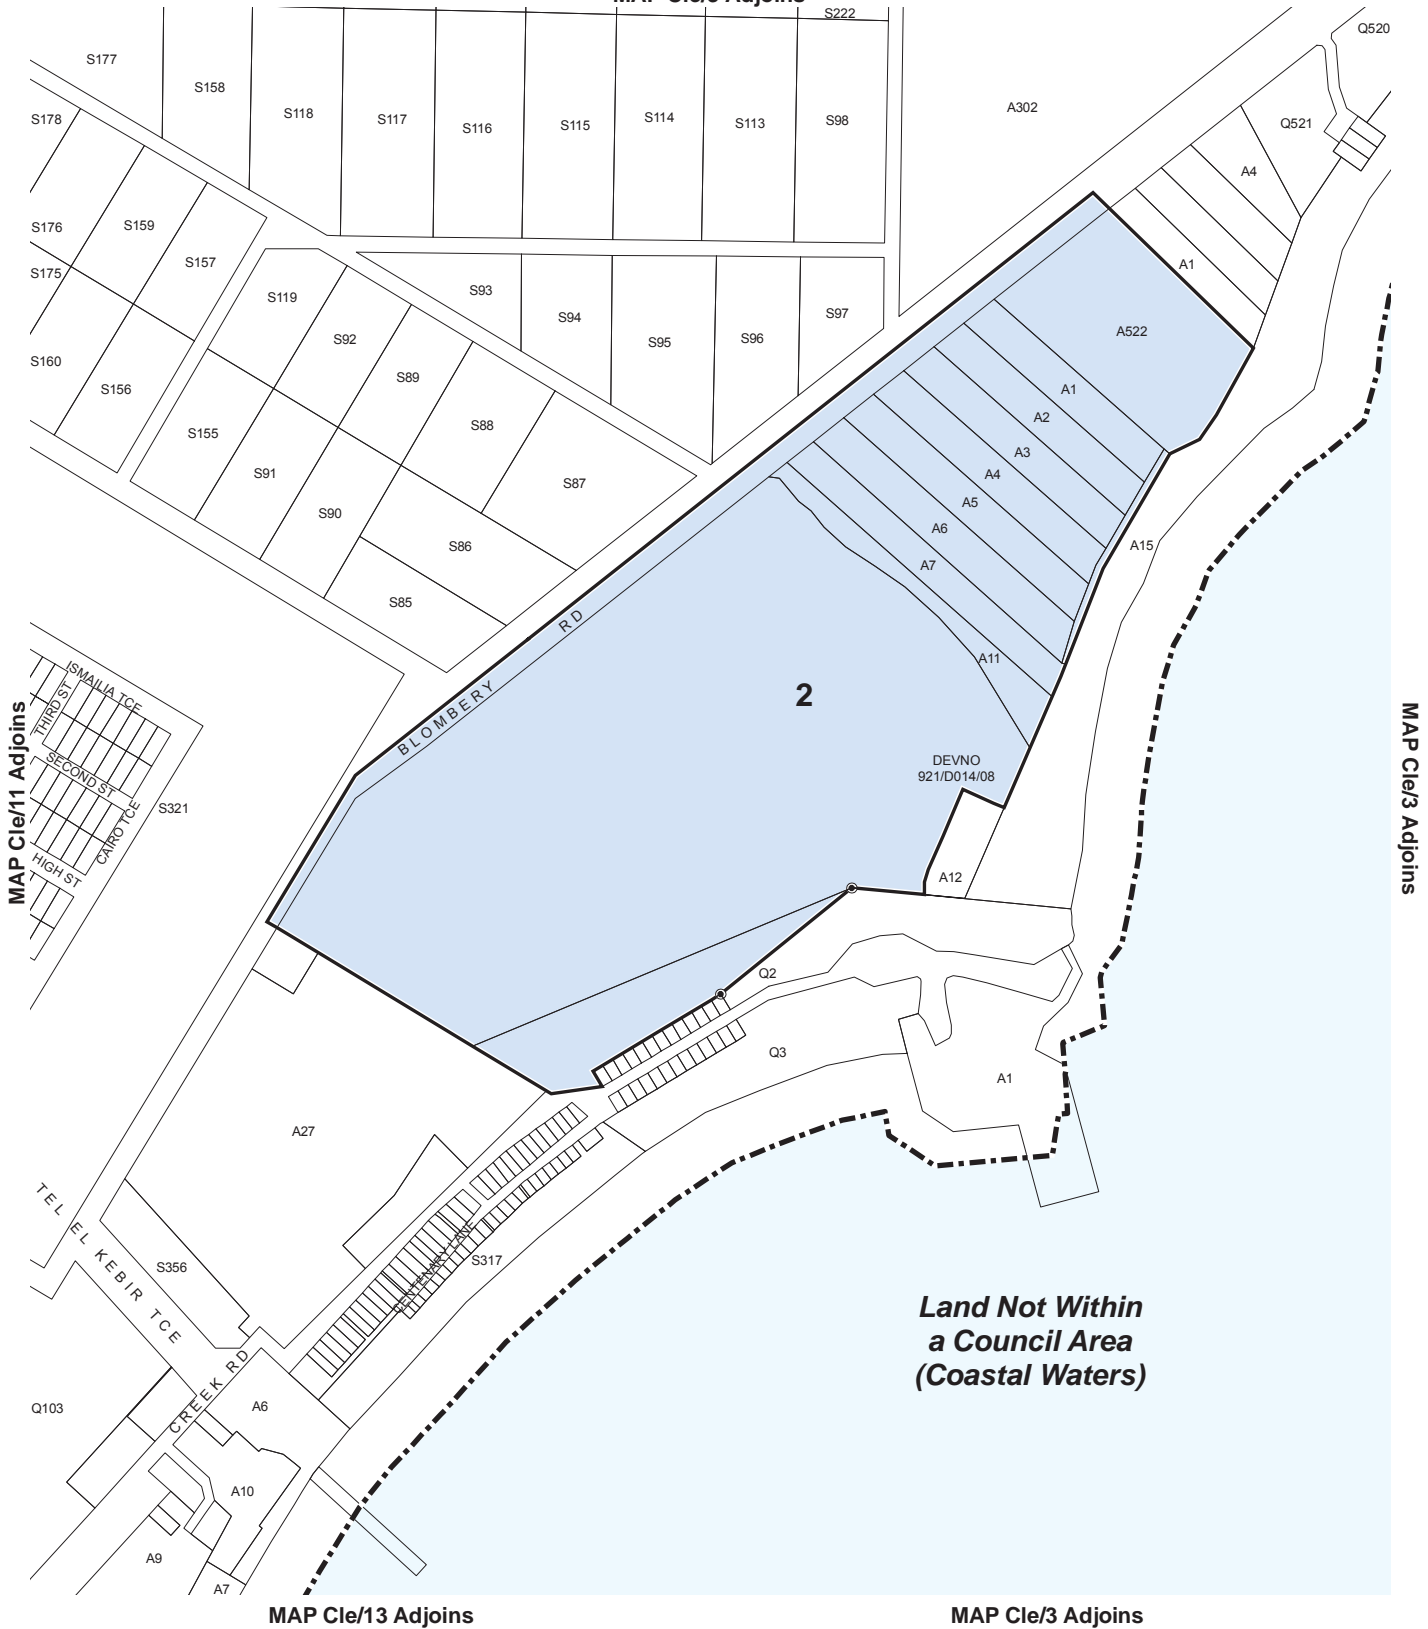 MAP Cle/3 Adjoins
S222
Q520
S177
S158
S118
S117
S116
S115
S114
S113
S98
A302
Q521
S178
A4
S176
S159
S157
S175
A1
S119
S93
S94
S97
S92
S95
S96
A522
S160
S89
S156
A1
A2
S88
S155
A3
S91
A4
S87
A5
S90
A6
S86
A15
A7
S85
RD
A11
ISMAILIA TCE
THIRD ST
BLOMBERY
2
SECOND ST
DEVNO
921/D014/08
S321
CAIRO TCE
HIGH ST
A12
MAP Cle/11 Adjoins
MAP Cle/3 Adjoins
Q2
Q3
A1
A27
TEL EL KEBIR TCE
S356
CENTENARY LANE
S317
Land Not Within
a Council Area
(Coastal Waters)
CREEK RD
Q103
A6
A10
A9
A7
MAP Cle/13 Adjoins
MAP Cle/3 Adjoins